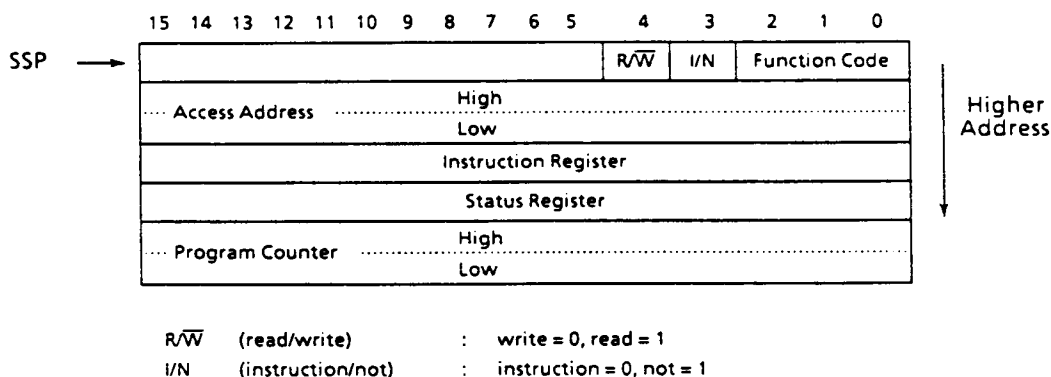 15 14 13 12 11 10 9 8 7 6 5 4 3 2 1 0
SSP R/W̅ I/N Function Code
High
Access Address
Low
Higher
Address
Instruction Register
Status Register
High
Program Counter
Low
R/W̅ (read/write) : write = 0, read = 1
I/N (instruction/not) : instruction = 0, not = 1